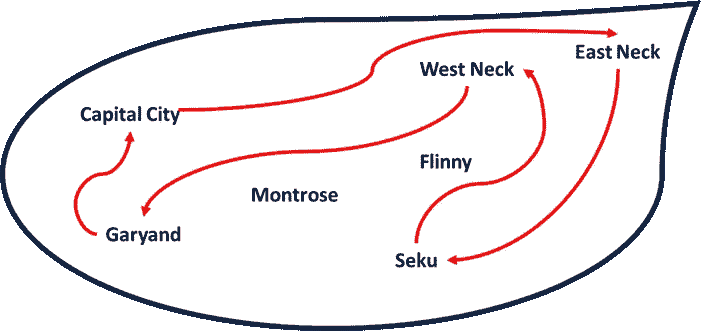 East Neck
West Neck
Capital City
Flinny
Montrose
Garyand
Seku